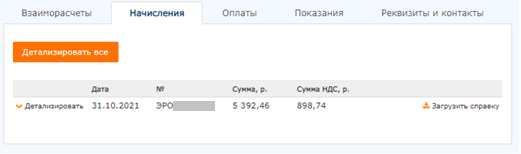 Взаиморасчеты Начисления Оплаты Показания Реквизиты и контакты
Детализировать все
Дата № Сумма, р. Сумма НДС, р.
Детализировать 31.10.2021 ЭРО 5 392,46 898,74 Загрузить справку